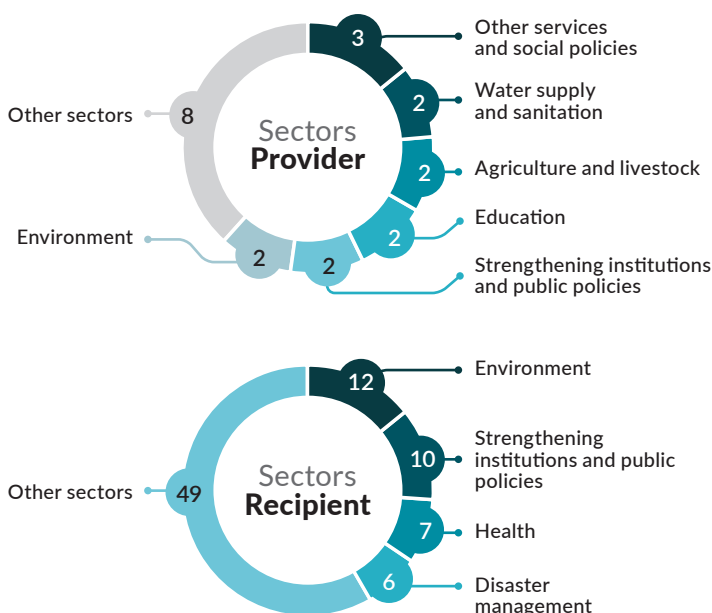 3
Other services
and social policies
2
Water supply
and sanitation
Other sectors
8
Sectors
Provider
2
Agriculture and livestock
2
Education
Environment
2
2
Strengthening institutions
and public policies
12
Environment
Strengthening
institutions and public
policies
10
Other sectors
49
Sectors
Recipient
7
Health
6
Disaster
management